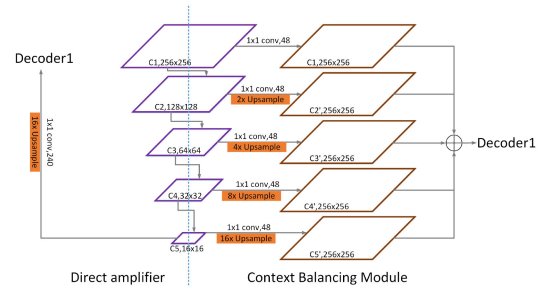 1x1 conv,48
C1,256x256
C1,256x256
Decoder1
1x1 conv,48
2x Upsample
C2,128x128
C2',256x256
16x Upsample
1x1 conv,240
1x1 conv,48
4x Upsample
Decoder1
C3,64x64
C3',256x256
1x1 conv,48
8x Upsample
C4,32x32
C4',256x256
1x1 conv,48
16x Upsample
C5,16x16
C5',256x256
Direct amplifier
Context Balancing Module